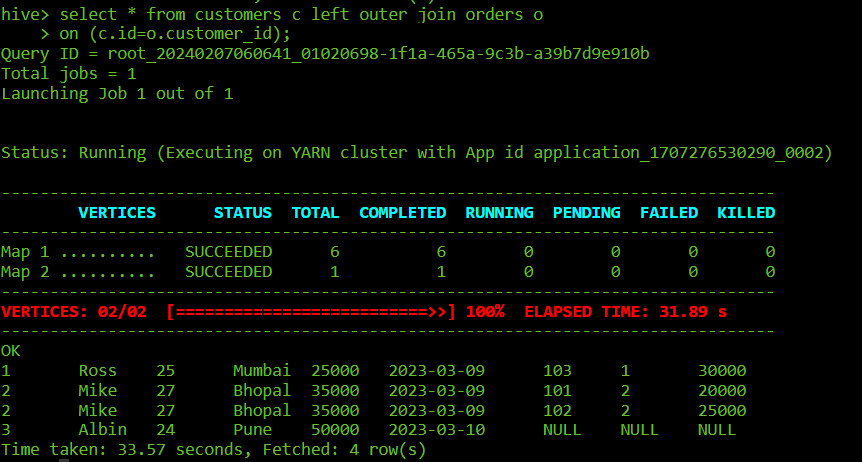 hive> select * from customers c left outer join orders o
    > on (c.id=o.customer_id);
Query ID = root_20240207060641_01020698-1f1a-465a-9c3b-a39b7d9e910b
Total jobs = 1
Launching Job 1 out of 1
Status: Running (Executing on YARN cluster with App id application_1707276530290_0002)
--------------------------------------------------------------------------------
        VERTICES      STATUS  TOTAL  COMPLETED  RUNNING  PENDING  FAILED  KILLED
--------------------------------------------------------------------------------
Map 1 ..........   SUCCEEDED      6          6        0        0       0       0
Map 2 ..........   SUCCEEDED      1          1        0        0       0       0
--------------------------------------------------------------------------------
VERTICES: 02/02  [==========================>>] 100%  ELAPSED TIME: 31.89 s
--------------------------------------------------------------------------------
OK
1       Ross    25      Mumbai  25000   2023-03-09      103     1       30000
2       Mike    27      Bhopal  35000   2023-03-09      101     2       20000
2       Mike    27      Bhopal  35000   2023-03-09      102     2       25000
3       Albin   24      Pune    50000   2023-03-10      NULL    NULL    NULL
Time taken: 33.57 seconds, Fetched: 4 row(s)